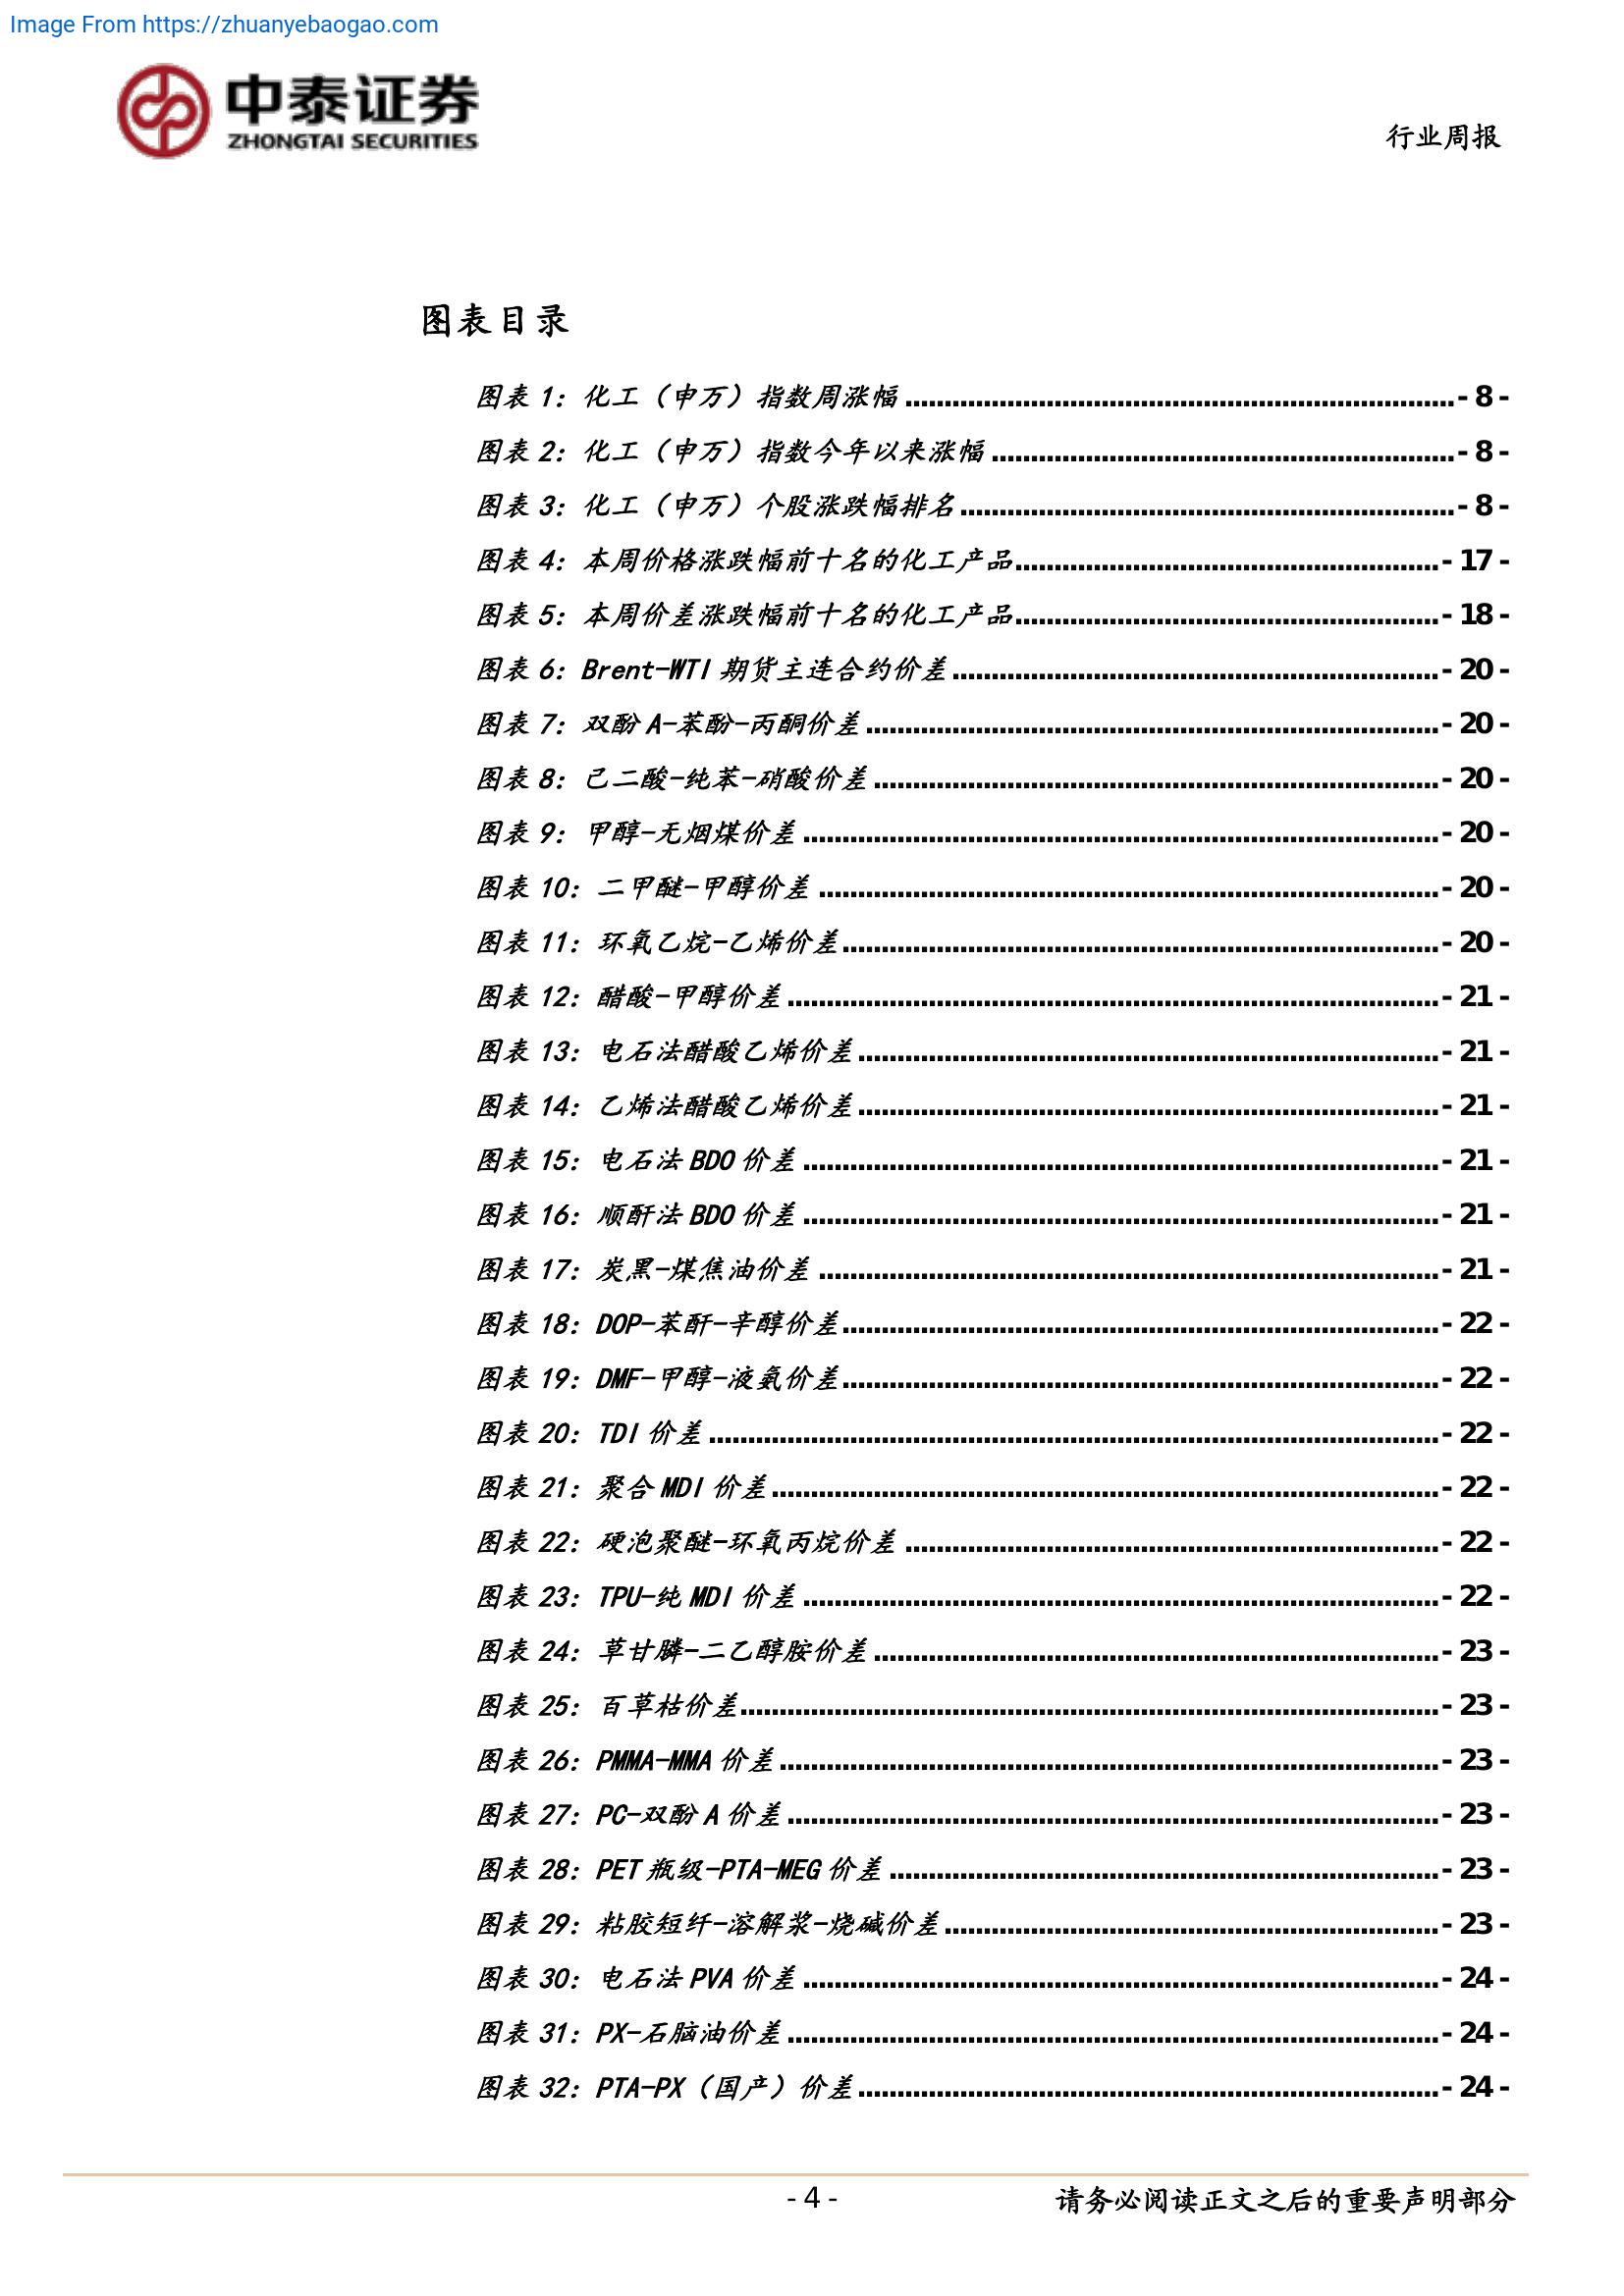 Image From https://zhuanyebaogao.com
中泰证券
ZHONGTAI SECURITIES
行业周报
图表目录
图表 1：化工（申万）指数周涨幅 ........ - 8 -
图表 2：化工（申万）指数今年以来涨幅 ........ - 8 -
图表 3：化工（申万）个股涨跌幅排名 ........ - 8 -
图表 4：本周价格涨跌幅前十名的化工产品 ........ - 17 -
图表 5：本周价差涨跌幅前十名的化工产品 ........ - 18 -
图表 6：Brent-WTI 期货主连合约价差 ........ - 20 -
图表 7：双酚 A-苯酚-丙酮价差 ........ - 20 -
图表 8：己二酸-纯苯-硝酸价差 ........ - 20 -
图表 9：甲醇-无烟煤价差 ........ - 20 -
图表 10：二甲醚-甲醇价差 ........ - 20 -
图表 11：环氧乙烷-乙烯价差 ........ - 20 -
图表 12：醋酸-甲醇价差 ........ - 21 -
图表 13：电石法醋酸乙烯价差 ........ - 21 -
图表 14：乙烯法醋酸乙烯价差 ........ - 21 -
图表 15：电石法 BDO 价差 ........ - 21 -
图表 16：顺酐法 BDO 价差 ........ - 21 -
图表 17：炭黑-煤焦油价差 ........ - 21 -
图表 18：DOP-苯酐-辛醇价差 ........ - 22 -
图表 19：DMF-甲醇-液氨价差 ........ - 22 -
图表 20：TDI 价差 ........ - 22 -
图表 21：聚合 MDI 价差 ........ - 22 -
图表 22：硬泡聚醚-环氧丙烷价差 ........ - 22 -
图表 23：TPU-纯 MDI 价差 ........ - 22 -
图表 24：草甘膦-二乙醇胺价差 ........ - 23 -
图表 25：百草枯价差 ........ - 23 -
图表 26：PMMA-MMA 价差 ........ - 23 -
图表 27：PC-双酚 A 价差 ........ - 23 -
图表 28：PET 瓶级-PTA-MEG 价差 ........ - 23 -
图表 29：粘胶短纤-溶解浆-烧碱价差 ........ - 23 -
图表 30：电石法 PVA 价差 ........ - 24 -
图表 31：PX-石脑油价差 ........ - 24 -
图表 32：PTA-PX（国产）价差 ........ - 24 -
- 4 -
请务必阅读正文之后的重要声明部分